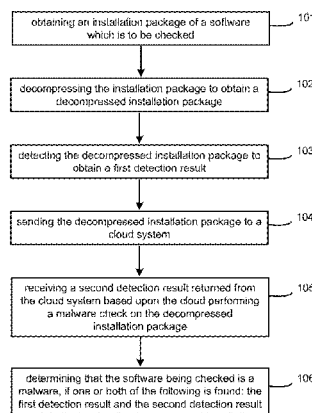 obtaining an installation package of a software
which is to be checked
101
decompressing the installation package to obtain a
decompressed installation package
102
detecting the decompressed installation package to
obtain a first detection result
103
sending the decompressed installation package to a
cloud system
104
receiving a second detection result returned from
the cloud system based upon the cloud performing
a malware check on the decompressed
installation package
105
determining that the software being checked is a
malware, if one or both of the following is found: the
first detection result and the second detection result
106